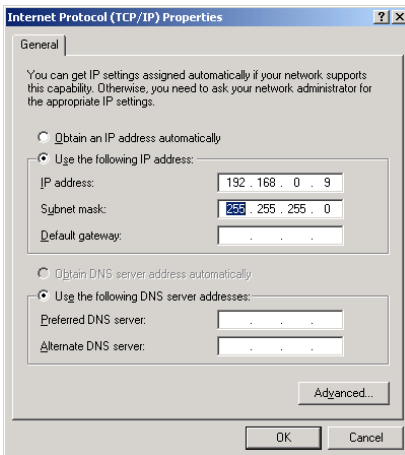 Internet Protocol (TCP/IP) Properties
General
You can get IP settings assigned automatically if your network supports
this capability. Otherwise, you need to ask your network administrator for
the appropriate IP settings.
Obtain an IP address automatically
Use the following IP address:
IP address: 192 . 168 . 0 . 9
Subnet mask: 255 . 255 . 255 . 0
Default gateway: . . .
Obtain DNS server address automatically
Use the following DNS server addresses:
Preferred DNS server: . . .
Alternate DNS server: . . .
Advanced...
OK Cancel